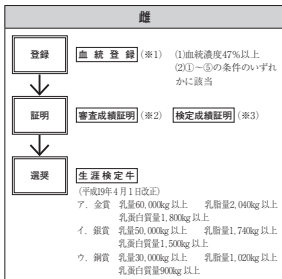 雌
登録 血統登録(※1) (1)血統濃度47%以上
(2)①~⑤の条件のいずれ
かに該当
証明 審査成績証明(※2) 検定成績証明(※3)
選奨 生涯検定牛
(平成19年4月1日改正)
ア．金賞 乳量60,000kg以上 乳脂量2,040kg以上
乳蛋白質量1,800kg以上
イ．銀賞 乳量50,000kg以上 乳脂量1,740kg以上
乳蛋白質量1,500kg以上
ウ．銅賞 乳量30,000kg以上 乳脂量1,020kg以上
乳蛋白質量900kg以上